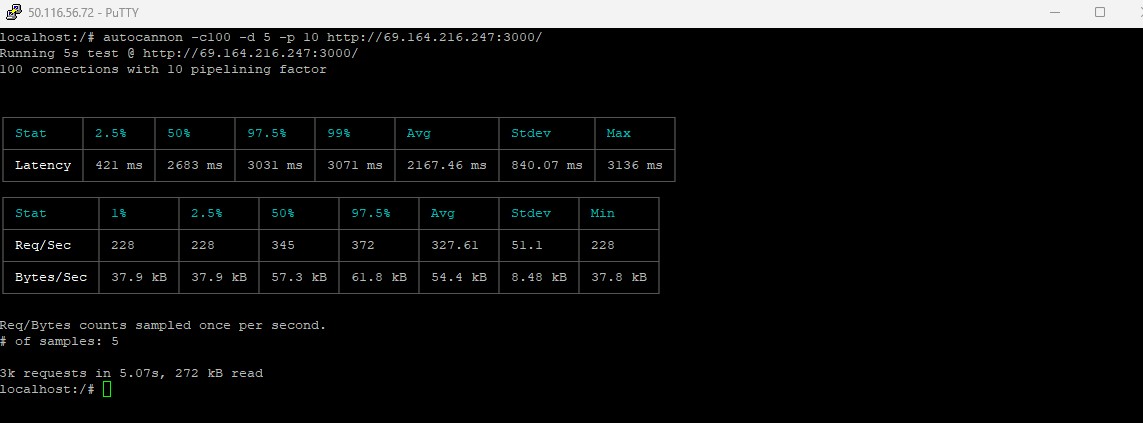 50.116.56.72 - PuTTY
localhost:/# autocannon -c100 -d 5 -p 10 http://69.164.216.247:3000/
Running 5s test @ http://69.164.216.247:3000/
100 connections with 10 pipelining factor
Stat 2.5% 50% 97.5% 99% Avg Stdev Max
Latency 421 ms 2683 ms 3031 ms 3071 ms 2167.46 ms 840.07 ms 3136 ms
Stat 1% 2.5% 50% 97.5% Avg Stdev Min
Req/Sec 228 228 345 372 327.61 51.1 228
Bytes/Sec 37.9 kB 37.9 kB 57.3 kB 61.8 kB 54.4 kB 8.48 kB 37.8 kB
Req/Bytes counts sampled once per second.
# of samples: 5
3k requests in 5.07s, 272 kB read
localhost:/#